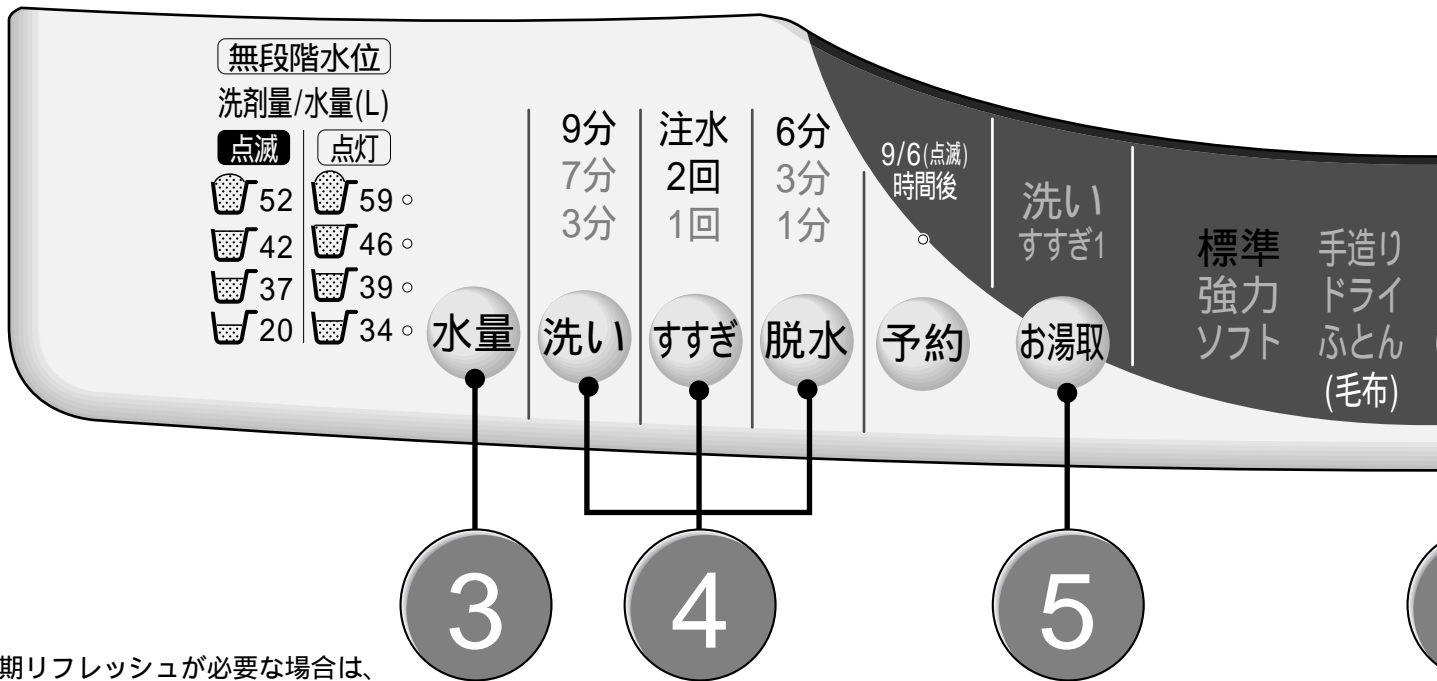 無段階水位
洗剤量/水量(L)
点滅 点灯
52 59
42 46
37 39
20 34
水量
9分
7分
3分
洗い
注水
2回
1回
すすぎ
6分
3分
1分
脱水
9/6(点滅)
時間後
予約
洗い
すすぎ1
お湯取
標準
強力
ソフト
手造り
ドライ
ふとん
(毛布)
3
4
5
期リフレッシュが必要な場合は、